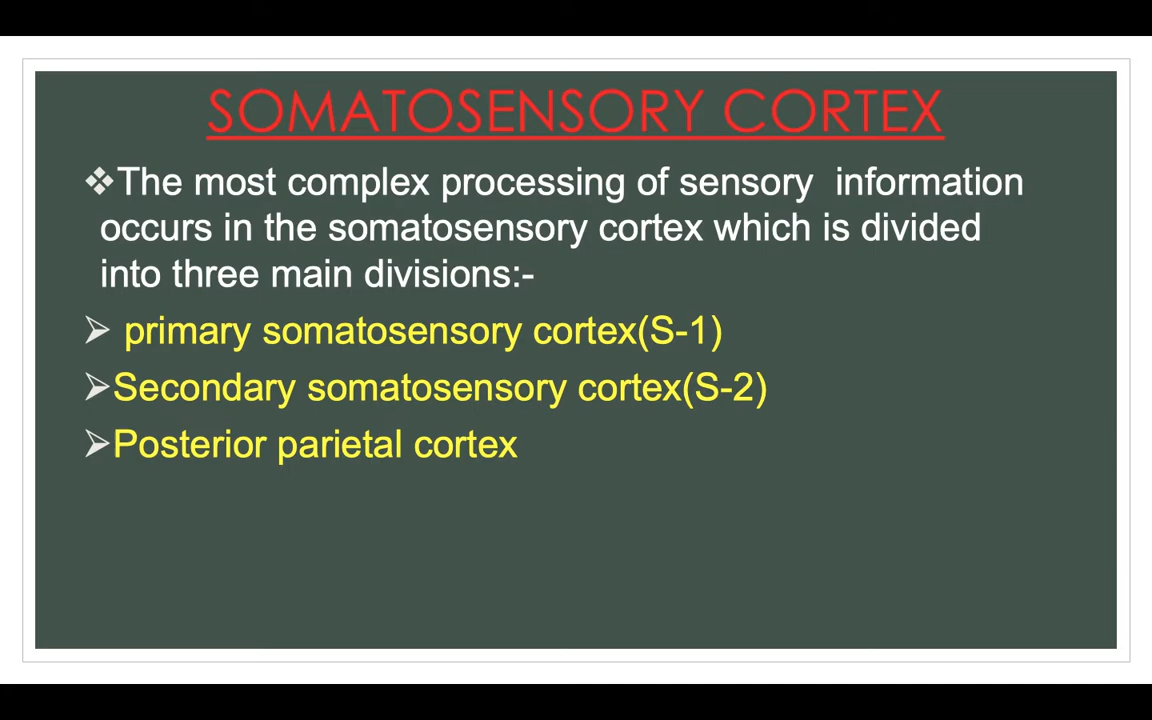 SOMATOSENSORY CORTEX
❖The most complex processing of sensory  information
occurs in the somatosensory cortex which is divided
into three main divisions:-
➢ primary somatosensory cortex(S-1)
➢Secondary somatosensory cortex(S-2)
➢Posterior parietal cortex